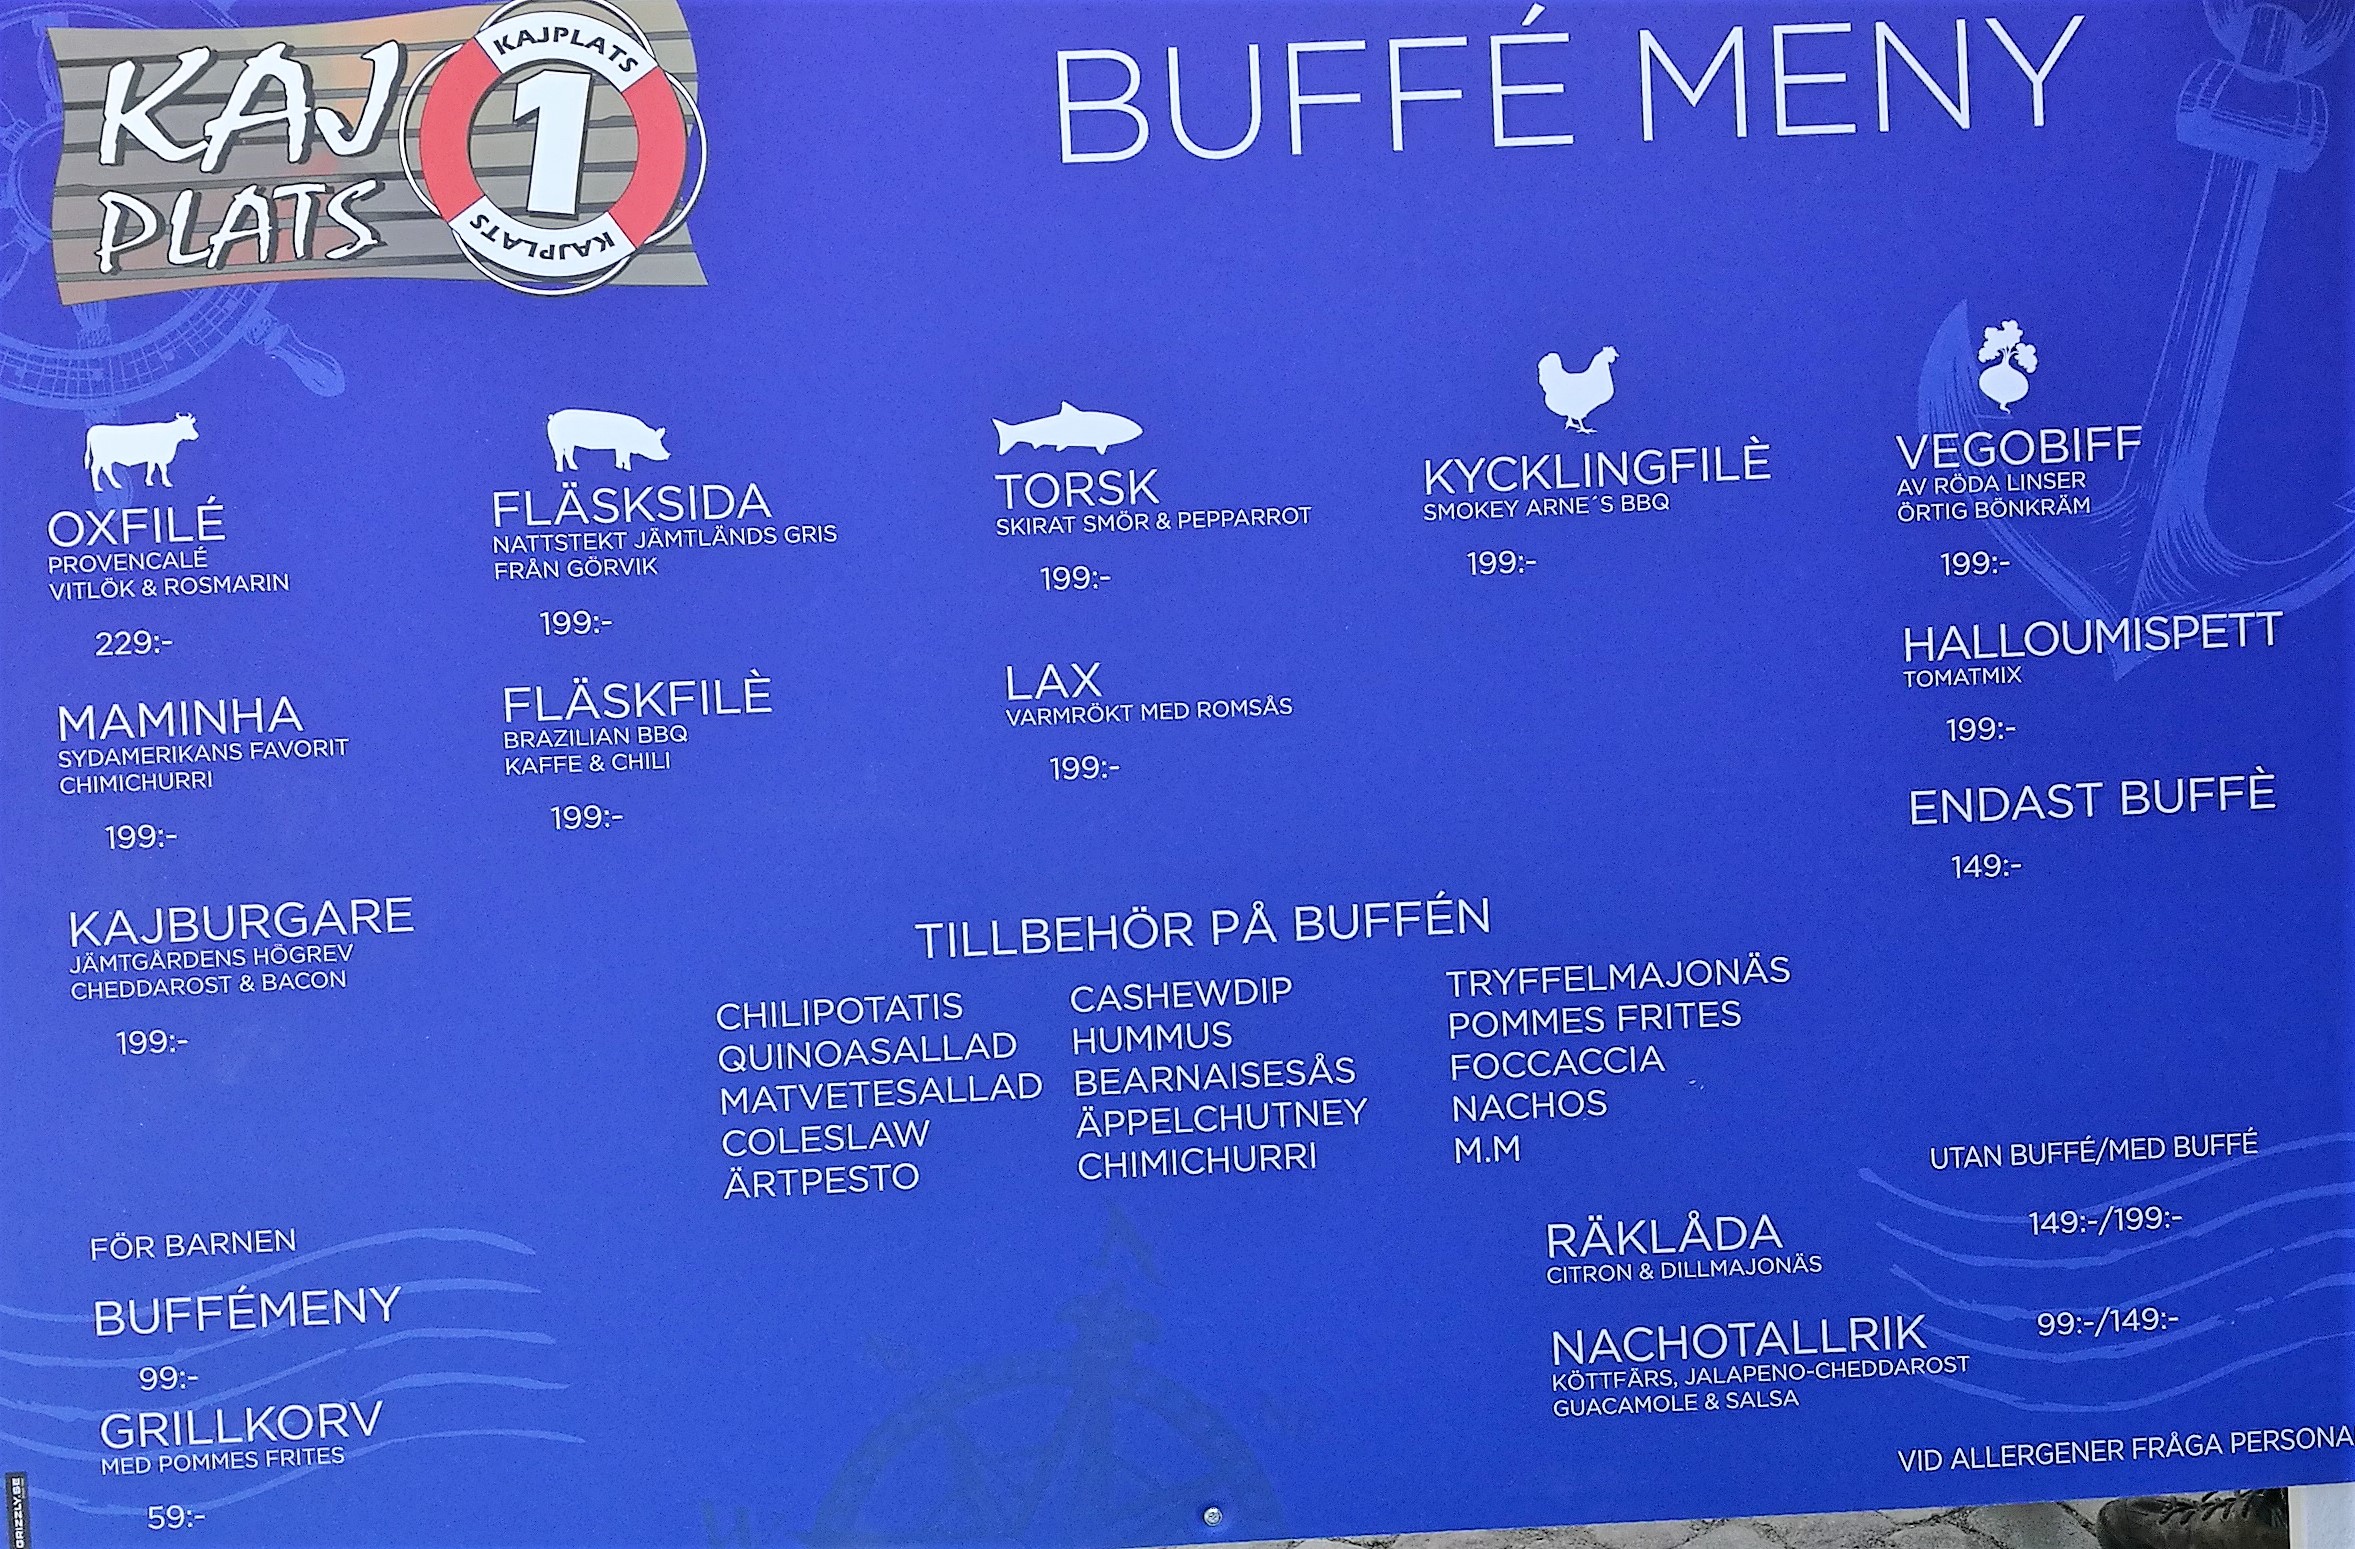 KAJ
PLATS
KAJPLATS
1
KAJPLATS
BUFFÉ MENY
OXFILÉ
PROVENCALÉ
VITLÖK & ROSMARIN
229:-
MAMINHA
SYDAMERIKANS FAVORIT
CHIMICHURRI
199:-
KAJBURGARE
JÄMTGÅRDENS HÖGREV
CHEDDAROST & BACON
199:-
FLÄSKSIDA
NATTSTEKT JÄMTLÄNDS GRIS
FRÅN GÖRVIK
199:-
FLÄSKFILÈ
BRAZILIAN BBQ
KAFFE & CHILI
199:-
TORSK
SKIRAT SMÖR & PEPPARROT
199:-
LAX
VARMRÖKT MED ROMSÅS
199:-
KYCKLINGFILÈ
SMOKEY ARNE´S BBQ
199:-
VEGOBIFF
AV RÖDA LINSER
ÖRTIG BÖNKRÄM
199:-
HALLOUMISPETT
TOMATMIX
199:-
ENDAST BUFFÈ
149:-
TILLBEHÖR PÅ BUFFÉN
CHILIPOTATIS
QUINOASALLAD
MATVETESALLAD
COLESLAW
ÄRTPESTO
CASHEWDIP
HUMMUS
BEARNAISESÅS
ÄPPELCHUTNEY
CHIMICHURRI
TRYFFELMAJONÄS
POMMES FRITES
FOCCACCIA
NACHOS
M.M
FÖR BARNEN
BUFFÉMENY
99:-
GRILLKORV
MED POMMES FRITES
59:-
UTAN BUFFÉ/MED BUFFÉ
RÄKLÅDA
CITRON & DILLMAJONÄS
149:-/199:-
NACHOTALLRIK
KÖTTFÄRS, JALAPENO-CHEDDAROST
GUACAMOLE & SALSA
99:-/149:-
VID ALLERGENER FRÅGA PERSONA
GRIZZLY.SE